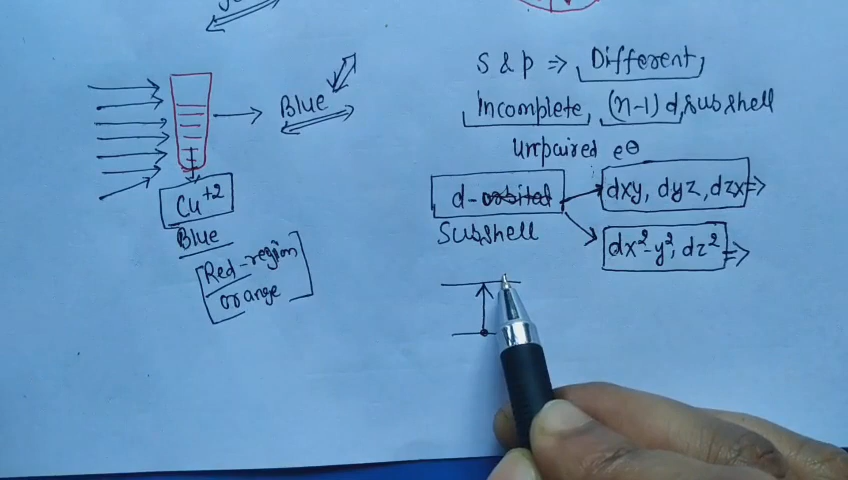 Blue
Cu+2
Blue
Red-region
orange
s & p ⇒ Different
Incomplete, (n-1) d, subshell
Unpaired e⊖
d-
Subshell
dxy, dyz, dzx ⇒
dx²-y², dz² ⇒